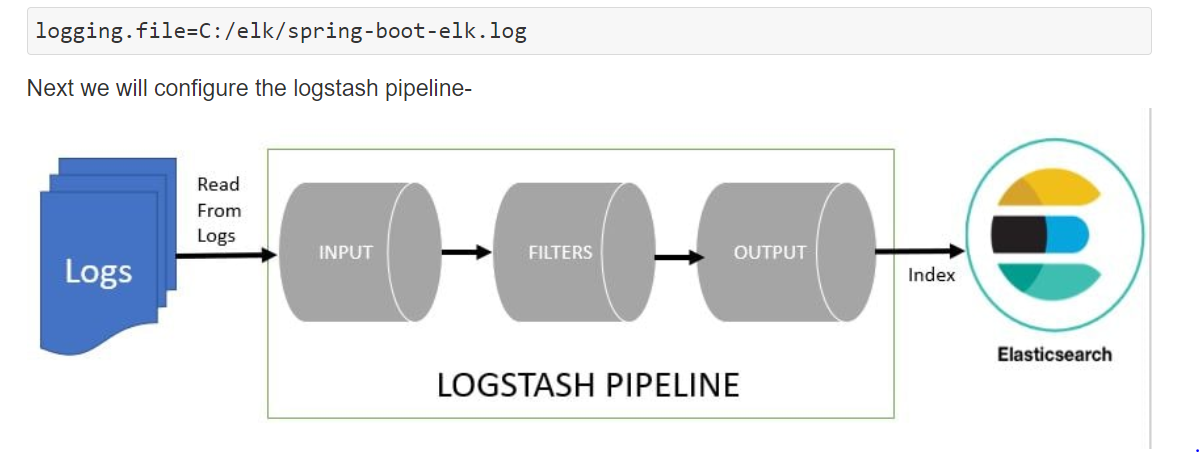 logging.file=C:/elk/spring-boot-elk.log
Next we will configure the logstash pipeline-
Logs
Read
From
Logs
INPUT
FILTERS
OUTPUT
Index
Elasticsearch
LOGSTASH PIPELINE